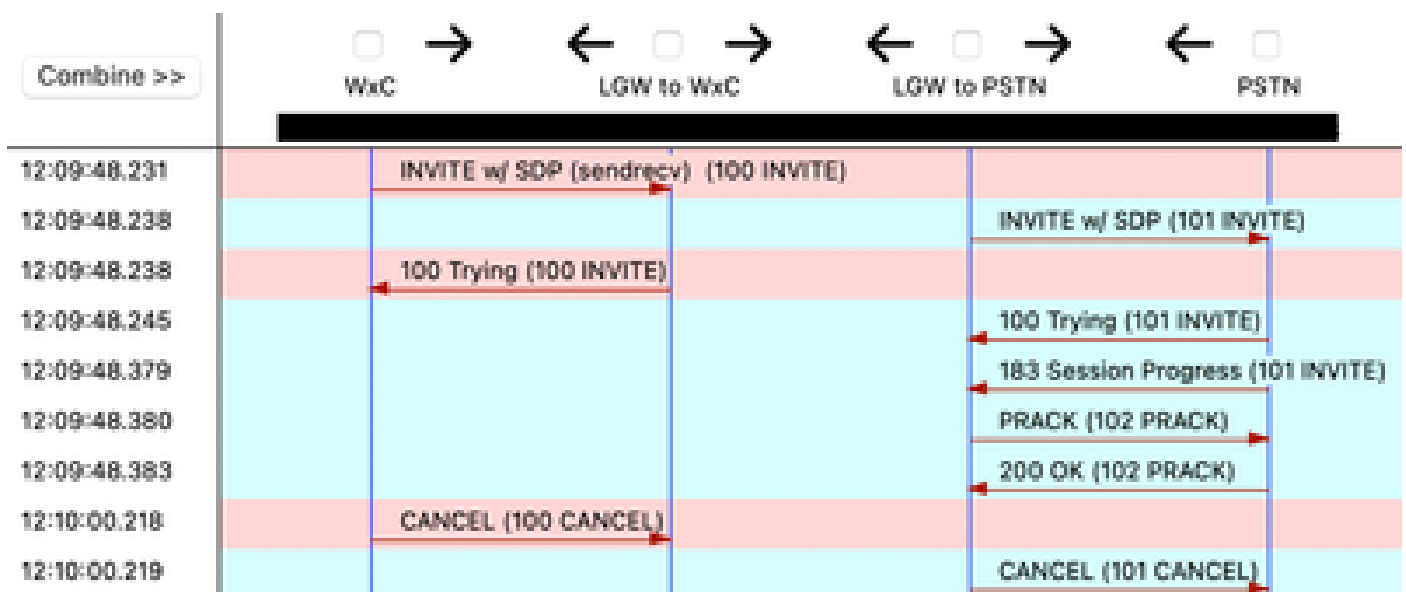 Combine >>
WxC LGW to WxC LGW to PSTN PSTN
12:09:48.231 INVITE w/ SDP (sendrecv) (100 INVITE)
12:09:48.238 INVITE w/ SDP (101 INVITE)
12:09:48.238 100 Trying (100 INVITE)
12:09:48.245 100 Trying (101 INVITE)
12:09:48.379 183 Session Progress (101 INVITE)
12:09:48.380 PRACK (102 PRACK)
12:09:48.383 200 OK (102 PRACK)
12:10:00.218 CANCEL (100 CANCEL)
12:10:00.219 CANCEL (101 CANCEL)